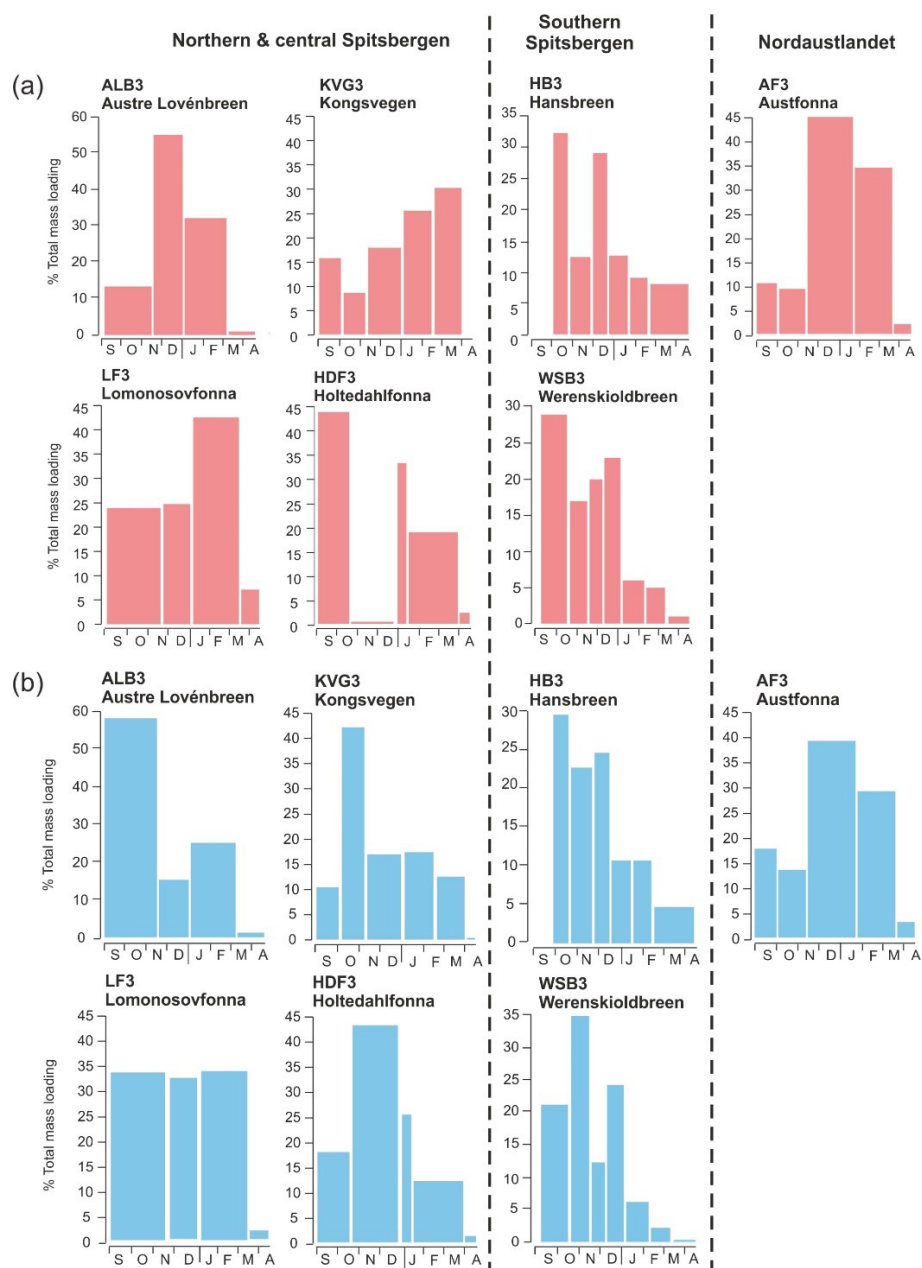 Northern & central Spitsbergen
Southern
Spitsbergen
Nordaustlandet
(a)
ALB3
Austre Lovénbreen
% Total mass loading
60
50
40
30
20
10
0
S O N D J F M A
KVG3
Kongsvegen
45
40
35
30
25
20
15
10
5
0
S O N D J F M A
HB3
Hansbreen
35
30
25
20
15
10
5
0
S O N D J F M A
AF3
Austfonna
45
40
35
30
25
20
15
10
5
0
S O N D J F M A
LF3
Lomonosovfonna
% Total mass loading
45
40
35
30
25
20
15
10
5
0
S O N D J F M A
HDF3
Holtedahlfonna
45
40
35
30
25
20
15
10
5
0
S O N D J F M A
WSB3
Werenskioldbreen
30
25
20
15
10
5
0
S O N D J F M A
(b)
ALB3
Austre Lovénbreen
% Total mass loading
60
50
40
30
20
10
0
S O N D J F M A
KVG3
Kongsvegen
45
40
35
30
25
20
15
10
5
0
S O N D J F M A
HB3
Hansbreen
30
25
20
15
10
5
0
S O N D J F M A
AF3
Austfonna
45
40
35
30
25
20
15
10
5
0
S O N D J F M A
LF3
Lomonosovfonna
% Total mass loading
45
40
35
30
25
20
15
10
5
0
S O N D J F M A
HDF3
Holtedahlfonna
45
40
35
30
25
20
15
10
5
0
S O N D J F M A
WSB3
Werenskioldbreen
35
30
25
20
15
10
5
0
S O N D J F M A